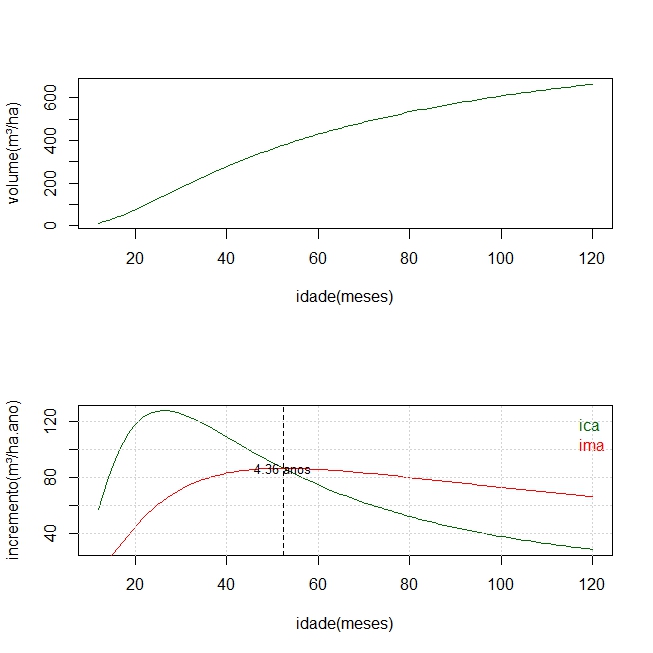 volume(m³/ha)
0 200 400 600
20 40 60 80 100 120
idade(meses)
incremento(m³/ha.ano)
40 80 120
ica
ima
4.36 anos
20 40 60 80 100 120
idade(meses)